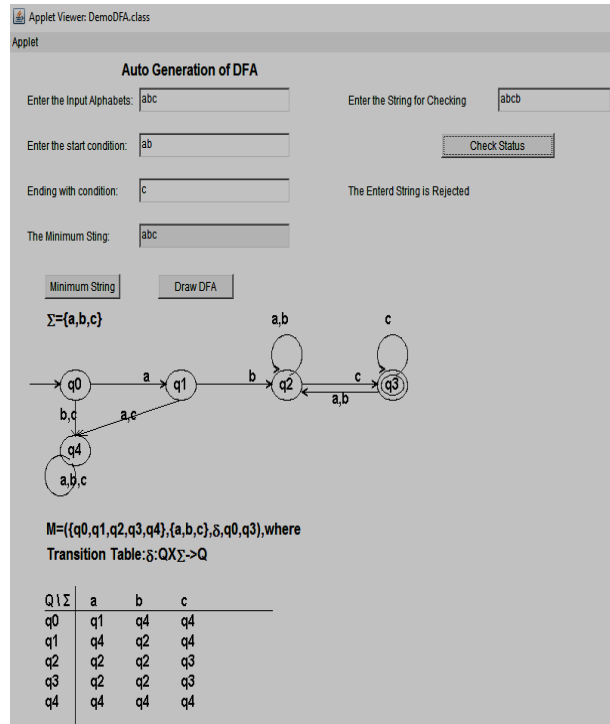 Applet Viewer: DemoDFA.class
Applet
Auto Generation of DFA
Enter the Input Alphabets: abc
Enter the String for Checking abcb
Enter the start condition: ab
Check Status
Ending with condition: c
The Enterd String is Rejected
The Minimum Sting: abc
Minimum String Draw DFA
Σ={a,b,c}
a,b c
q0 a q1 b q2 c q3
a,b
b,c a,c
q4
a,b,c
M=({q0,q1,q2,q3,q4},{a,b,c},δ,q0,q3),where
Transition Table:δ:QXΣ->Q
Q \ Σ a b c
q0 q1 q4 q4
q1 q4 q2 q4
q2 q2 q2 q3
q3 q2 q2 q3
q4 q4 q4 q4